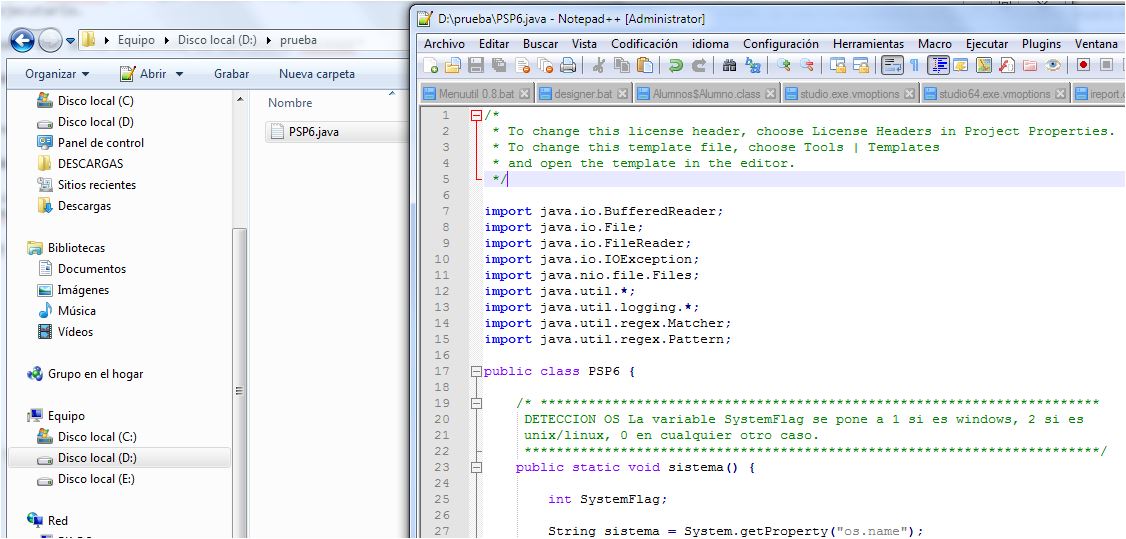 Equipo
Disco local (D:)
prueba
Organizar
Abrir
Grabar
Nueva carpeta
Disco local (C)
Disco local (D)
Panel de control
DESCARGAS
Sitios recientes
Descargas
Bibliotecas
Documentos
Imágenes
Música
Vídeos
Grupo en el hogar
Equipo
Disco local (C:)
Disco local (D:)
Disco local (E:)
Red
Nombre
PSP6.java
D:\prueba\PSP6.java - Notepad++ [Administrator]
Archivo Editar Buscar Vista Codificación idioma Configuración Herramientas Macro Ejecutar Plugins Ventana
Menuutil 0.8.bat designer.bat Alumnos$Alumno.class studio.exe.vmoptions studio64.exe.vmoptions
1 /*
2 * To change this license header, choose License Headers in Project Properties.
3 * To change this template file, choose Tools | Templates
4 * and open the template in the editor.
5 */
6
7 import java.io.BufferedReader;
8 import java.io.File;
9 import java.io.FileReader;
10 import java.io.IOException;
11 import java.nio.file.Files;
12 import java.util.*;
13 import java.util.logging.*;
14 import java.util.regex.Matcher;
15 import java.util.regex.Pattern;
16
17 public class PSP6 {
18
19 /* **********************************************************************
20 DETECCION OS La variable SystemFlag se pone a 1 si es windows, 2 si es
21 unix/linux, 0 en cualquier otro caso.
22 ************************************************************************/
23 public static void sistema() {
24
25 int SystemFlag;
26
27 String sistema = System.getProperty("os.name");